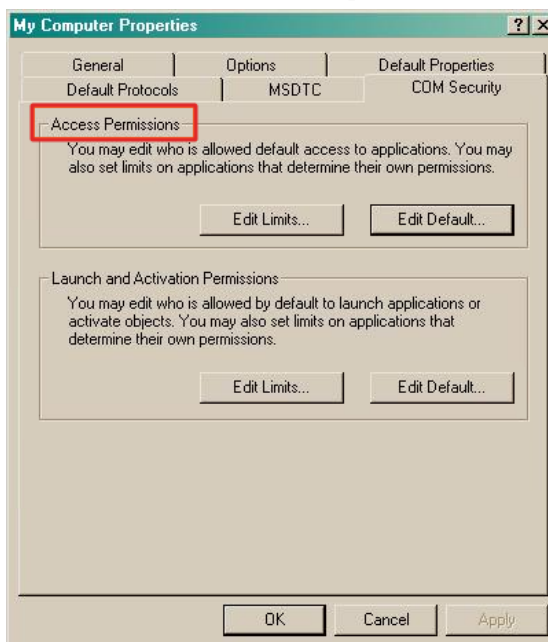 My Computer Properties
General Options Default Properties
Default Protocols MSDTC COM Security
Access Permissions
You may edit who is allowed default access to applications. You may
also set limits on applications that determine their own permissions.
Edit Limits... Edit Default...
Launch and Activation Permissions
You may edit who is allowed by default to launch applications or
activate objects. You may also set limits on applications that
determine their own permissions.
Edit Limits... Edit Default...
OK Cancel Apply